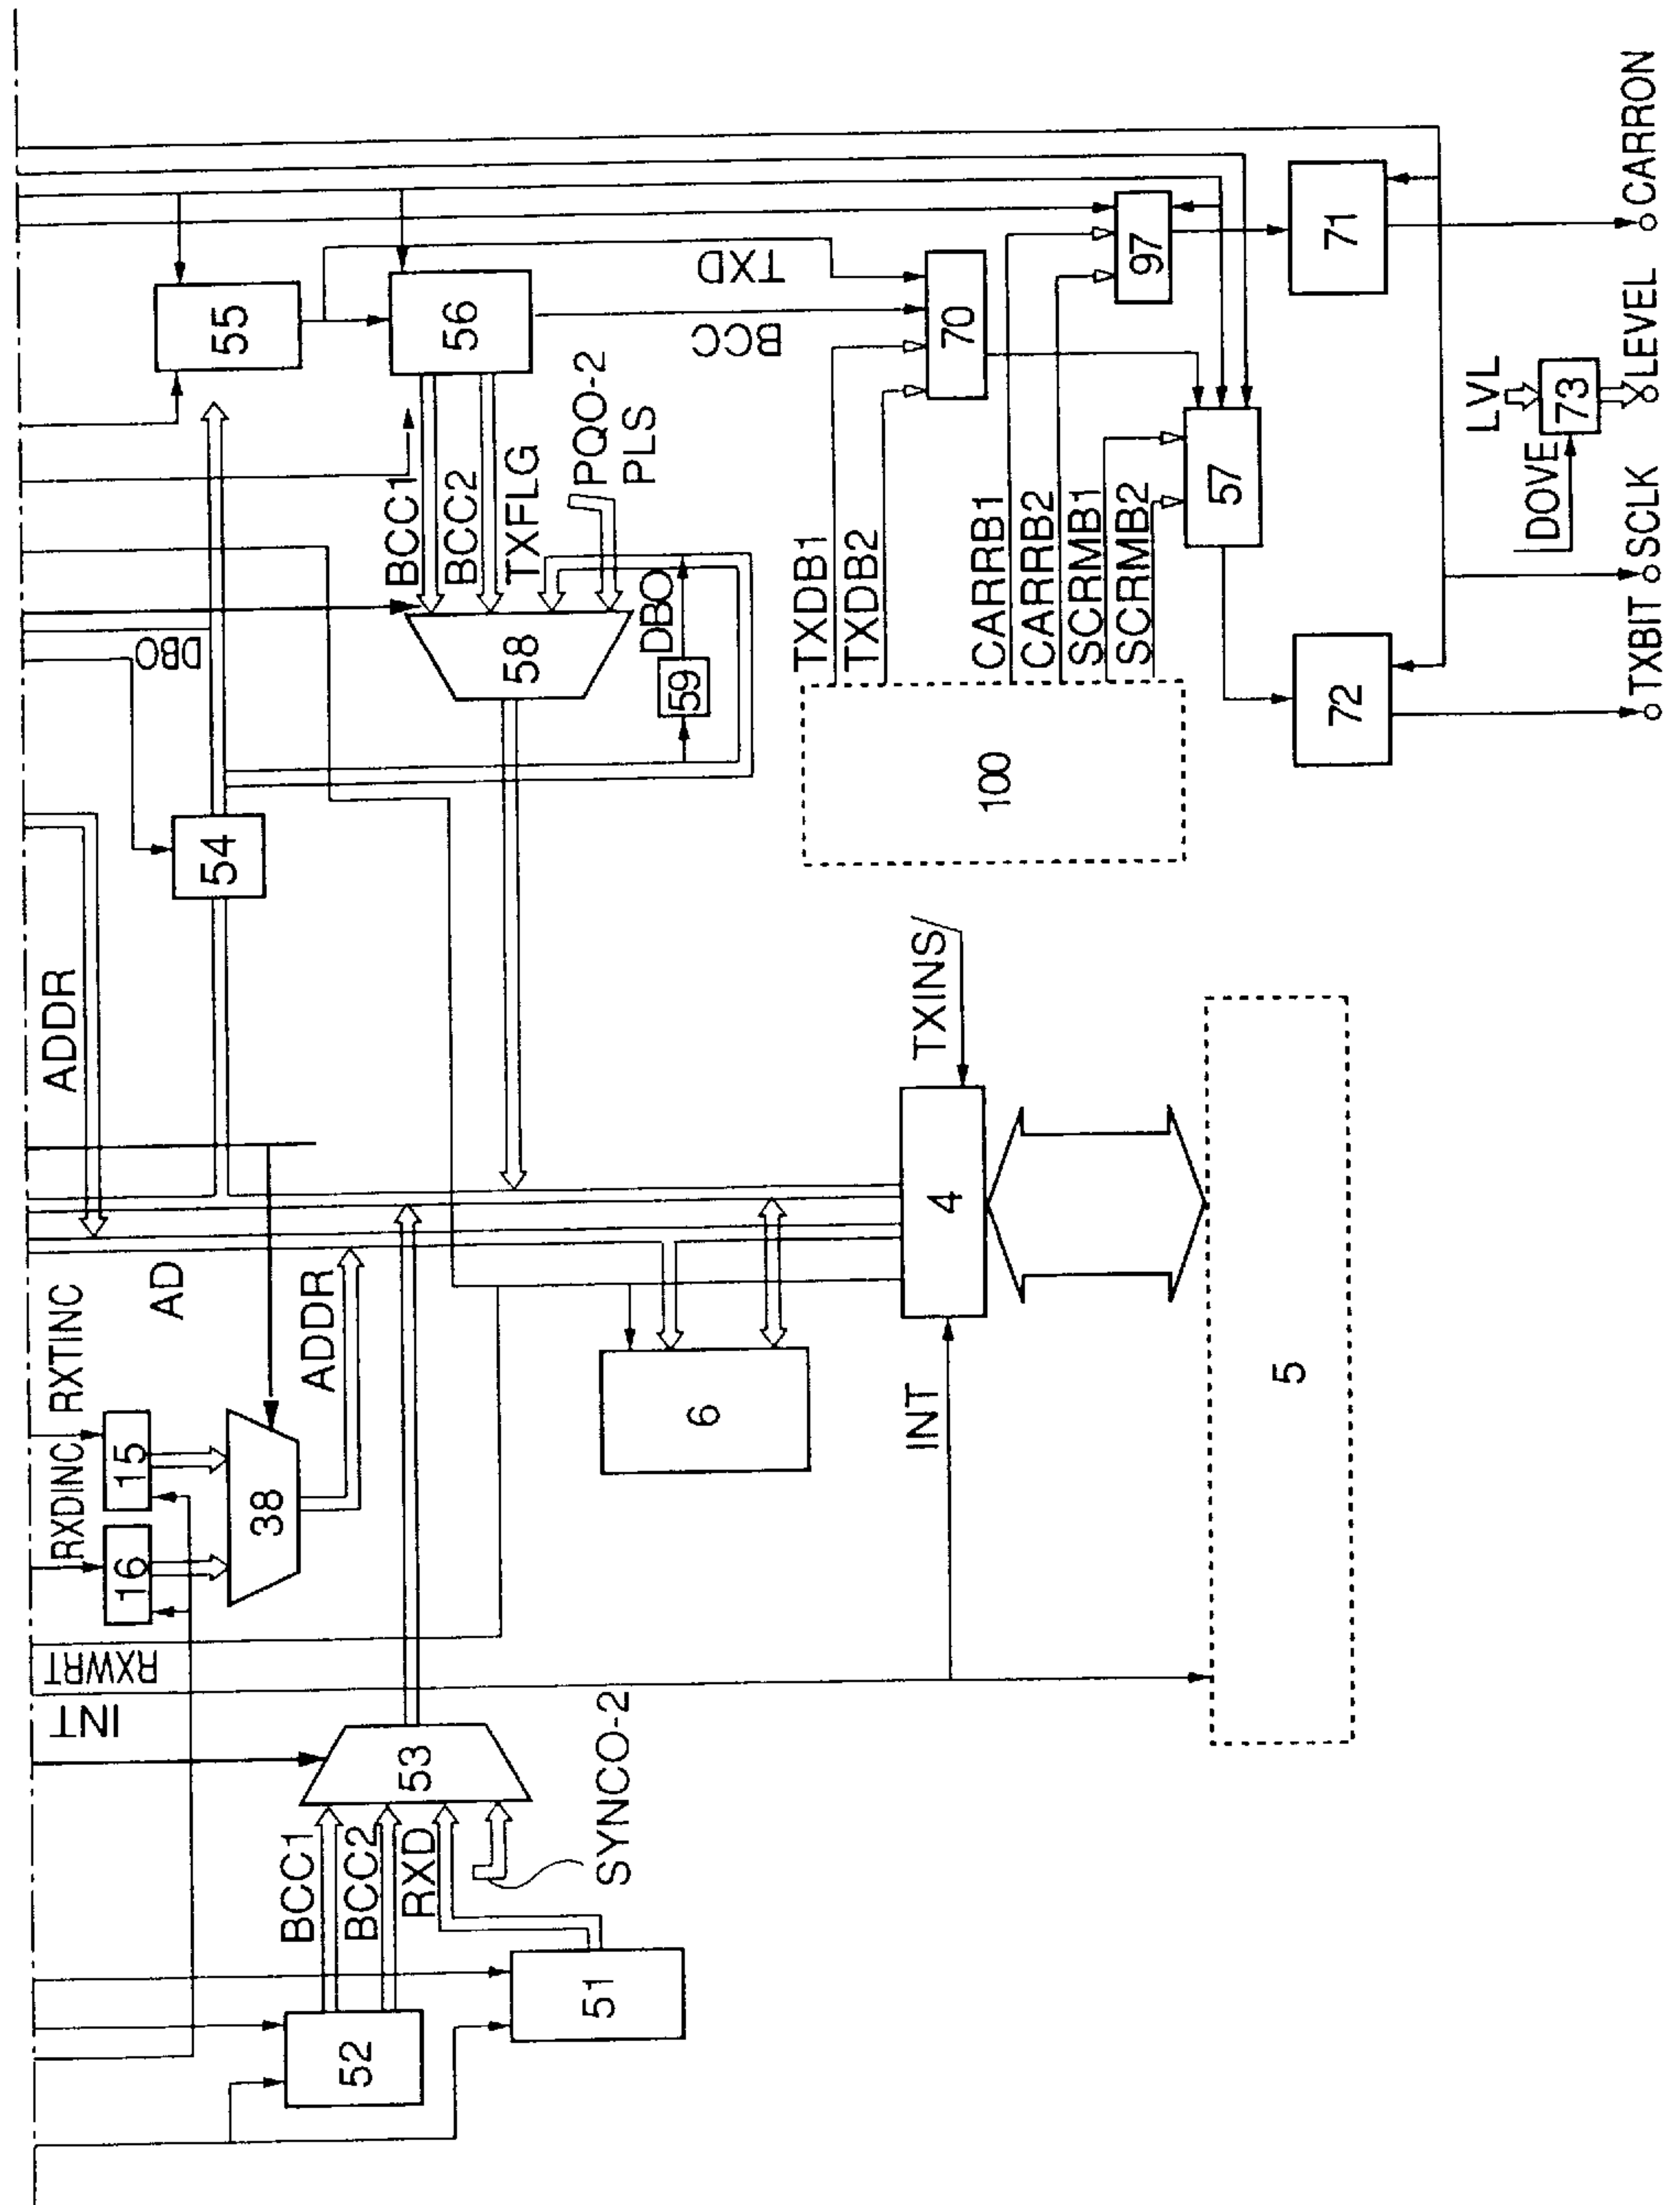 55
TXD
56
BCC
BCC1
BCC2
TXFLG
PQO-2
PLS
DBO
58
DBO
59
54
ADDR
70
97
71
CARRON
LVL
DOVE
73
LEVEL
57
SCLK
72
TXBIT
TXDB1
TXDB2
CARRB1
CARRB2
SCRMB1
SCRMB2
100
TXINS
4
5
AD
ADDR
RXTINC
RXDINC
15
16
38
6
INT
RXWRT
INT
53
SYNCO-2
BCC1
BCC2
RXD
52
51